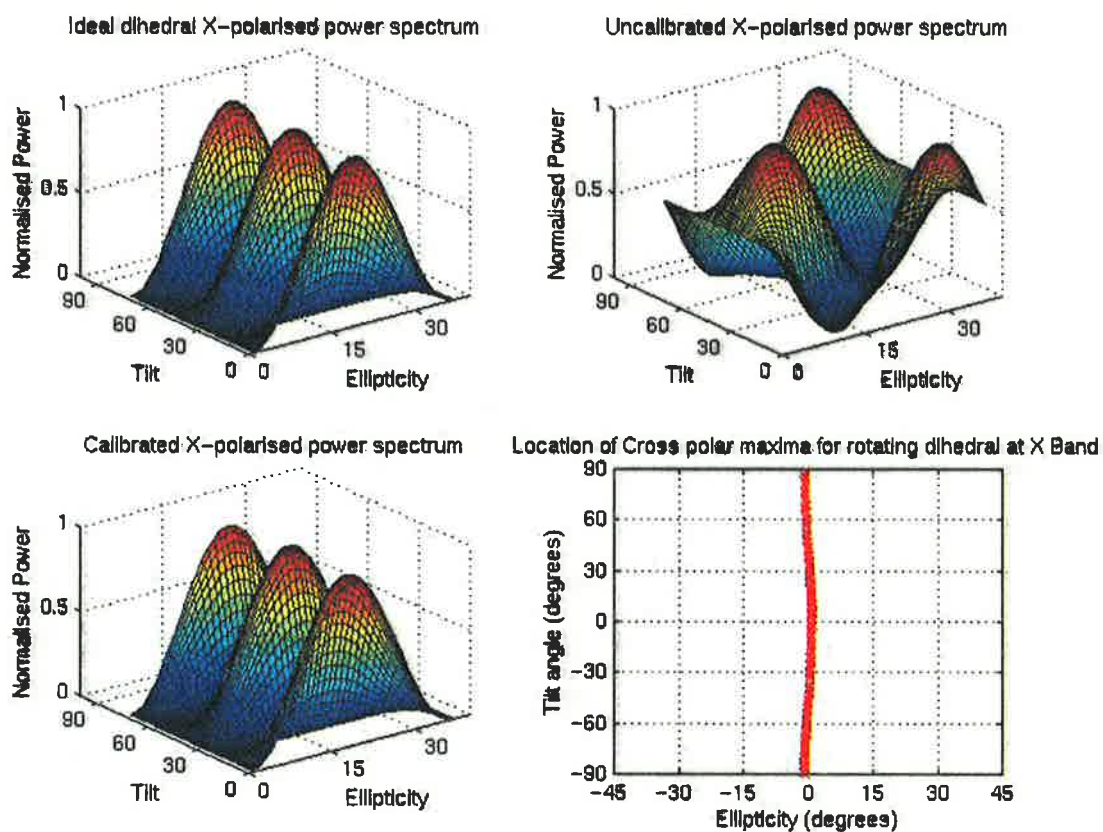 Ideal dihedral X-polarised power spectrum
Uncalibrated X-polarised power spectrum
Normalised Power
1
0.5
0
90
60
30
0
Tilt
0
15
30
Ellipticity
Normalised Power
1
0.5
0
90
60
30
0
Tilt
0
15
30
Ellipticity
Calibrated X-polarised power spectrum
Location of Cross polar maxima for rotating dihedral at X Band
Normalised Power
1
0.5
0
90
60
30
0
Tilt
0
15
30
Ellipticity
Tilt angle (degrees)
90
60
30
0
-30
-60
-90
-45
-30
-15
0
15
30
45
Ellipticity (degrees)